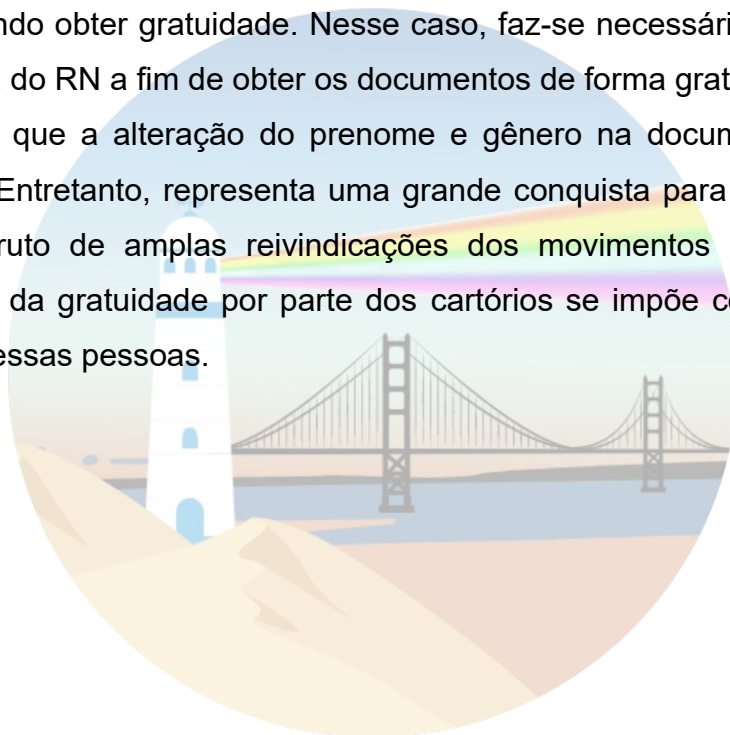 ndo obter gratuidade. Nesse caso, faz-se necessári
do RN a fim de obter os documentos de forma grat
que a alteração do prenome e gênero na docum
Entretanto, representa uma grande conquista para
ruto de amplas reivindicações dos movimentos
da gratuidade por parte dos cartórios se impõe c
essas pessoas.